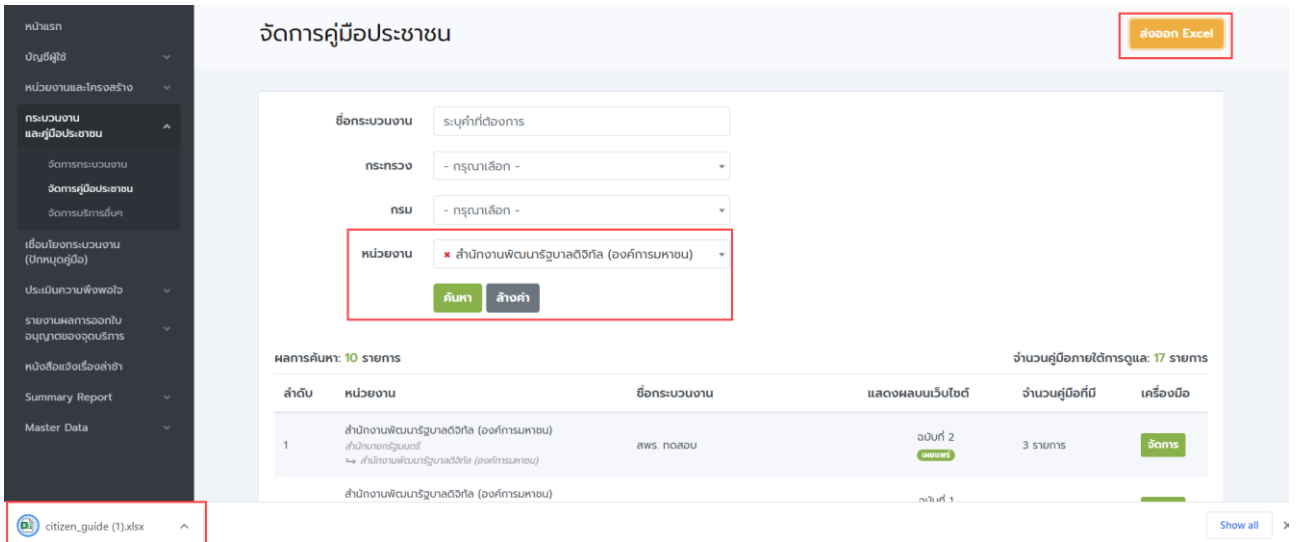 หน้าแรก
บัญชีผู้ใช้
หน่วยงานและโครงสร้าง
กระบวนงาน
และคู่มือประชาชน
จัดการกระบวนงาน
จัดการคู่มือประชาชน
จัดการบริการอื่นๆ
เชื่อมโยงกระบวนงาน
(ปักหมุดคู่มือ)
ประเมินความพึงพอใจ
รายงานผลการออกใบ
อนุญาตของจุดบริการ
หนังสือแจ้งเรื่องล่าช้า
Summary Report
Master Data
จัดการคู่มือประชาชน
ส่งออก Excel
ชื่อกระบวนงาน ระบุคำที่ต้องการ
กระทรวง - กรุณาเลือก -
กรม - กรุณาเลือก -
หน่วยงาน × สำนักงานพัฒนารัฐบาลดิจิทัล (องค์การมหาชน)
ค้นหา ล้างค่า
ผลการค้นหา: 10 รายการ จำนวนคู่มือภายใต้การดูแล: 17 รายการ
ลำดับ หน่วยงาน ชื่อกระบวนงาน แสดงผลบนเว็บไซต์ จำนวนคู่มือที่มี เครื่องมือ
สำนักงานพัฒนารัฐบาลดิจิทัล (องค์การมหาชน)
1 สำนักนายกรัฐมนตรี สพร. ทดสอบ ฉบับที่ 2 3 รายการ จัดการ
↳ สำนักงานพัฒนารัฐบาลดิจิทัล (องค์การมหาชน) เผยแพร่
สำนักงานพัฒนารัฐบาลดิจิทัล (องค์การมหาชน) ฉบับที่ 1
citizen_guide (1).xlsx Show all ×